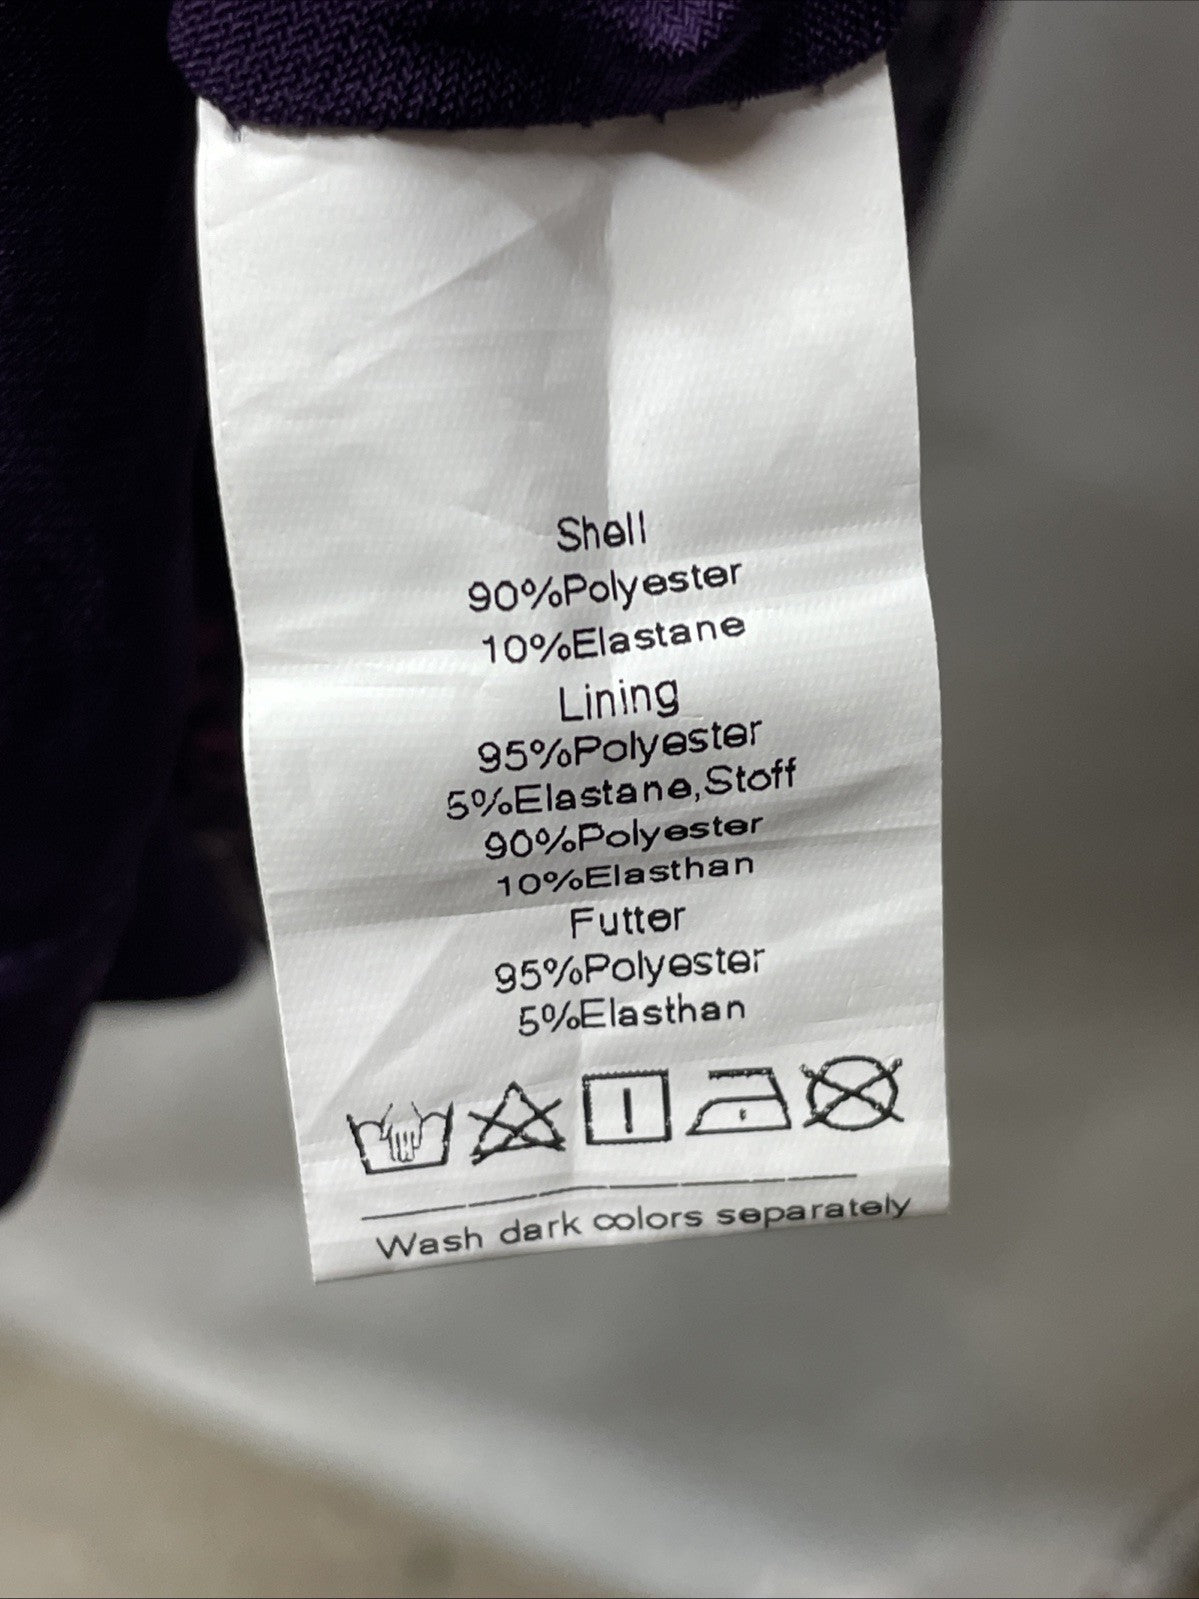 Shell
90%Polyester
10%Elastane
Lining
95%Polyester
5%Elastane,Stoff
90%Polyester
10%Elasthan
Futter
95%Polyester
5%Elasthan
Wash dark colors separately